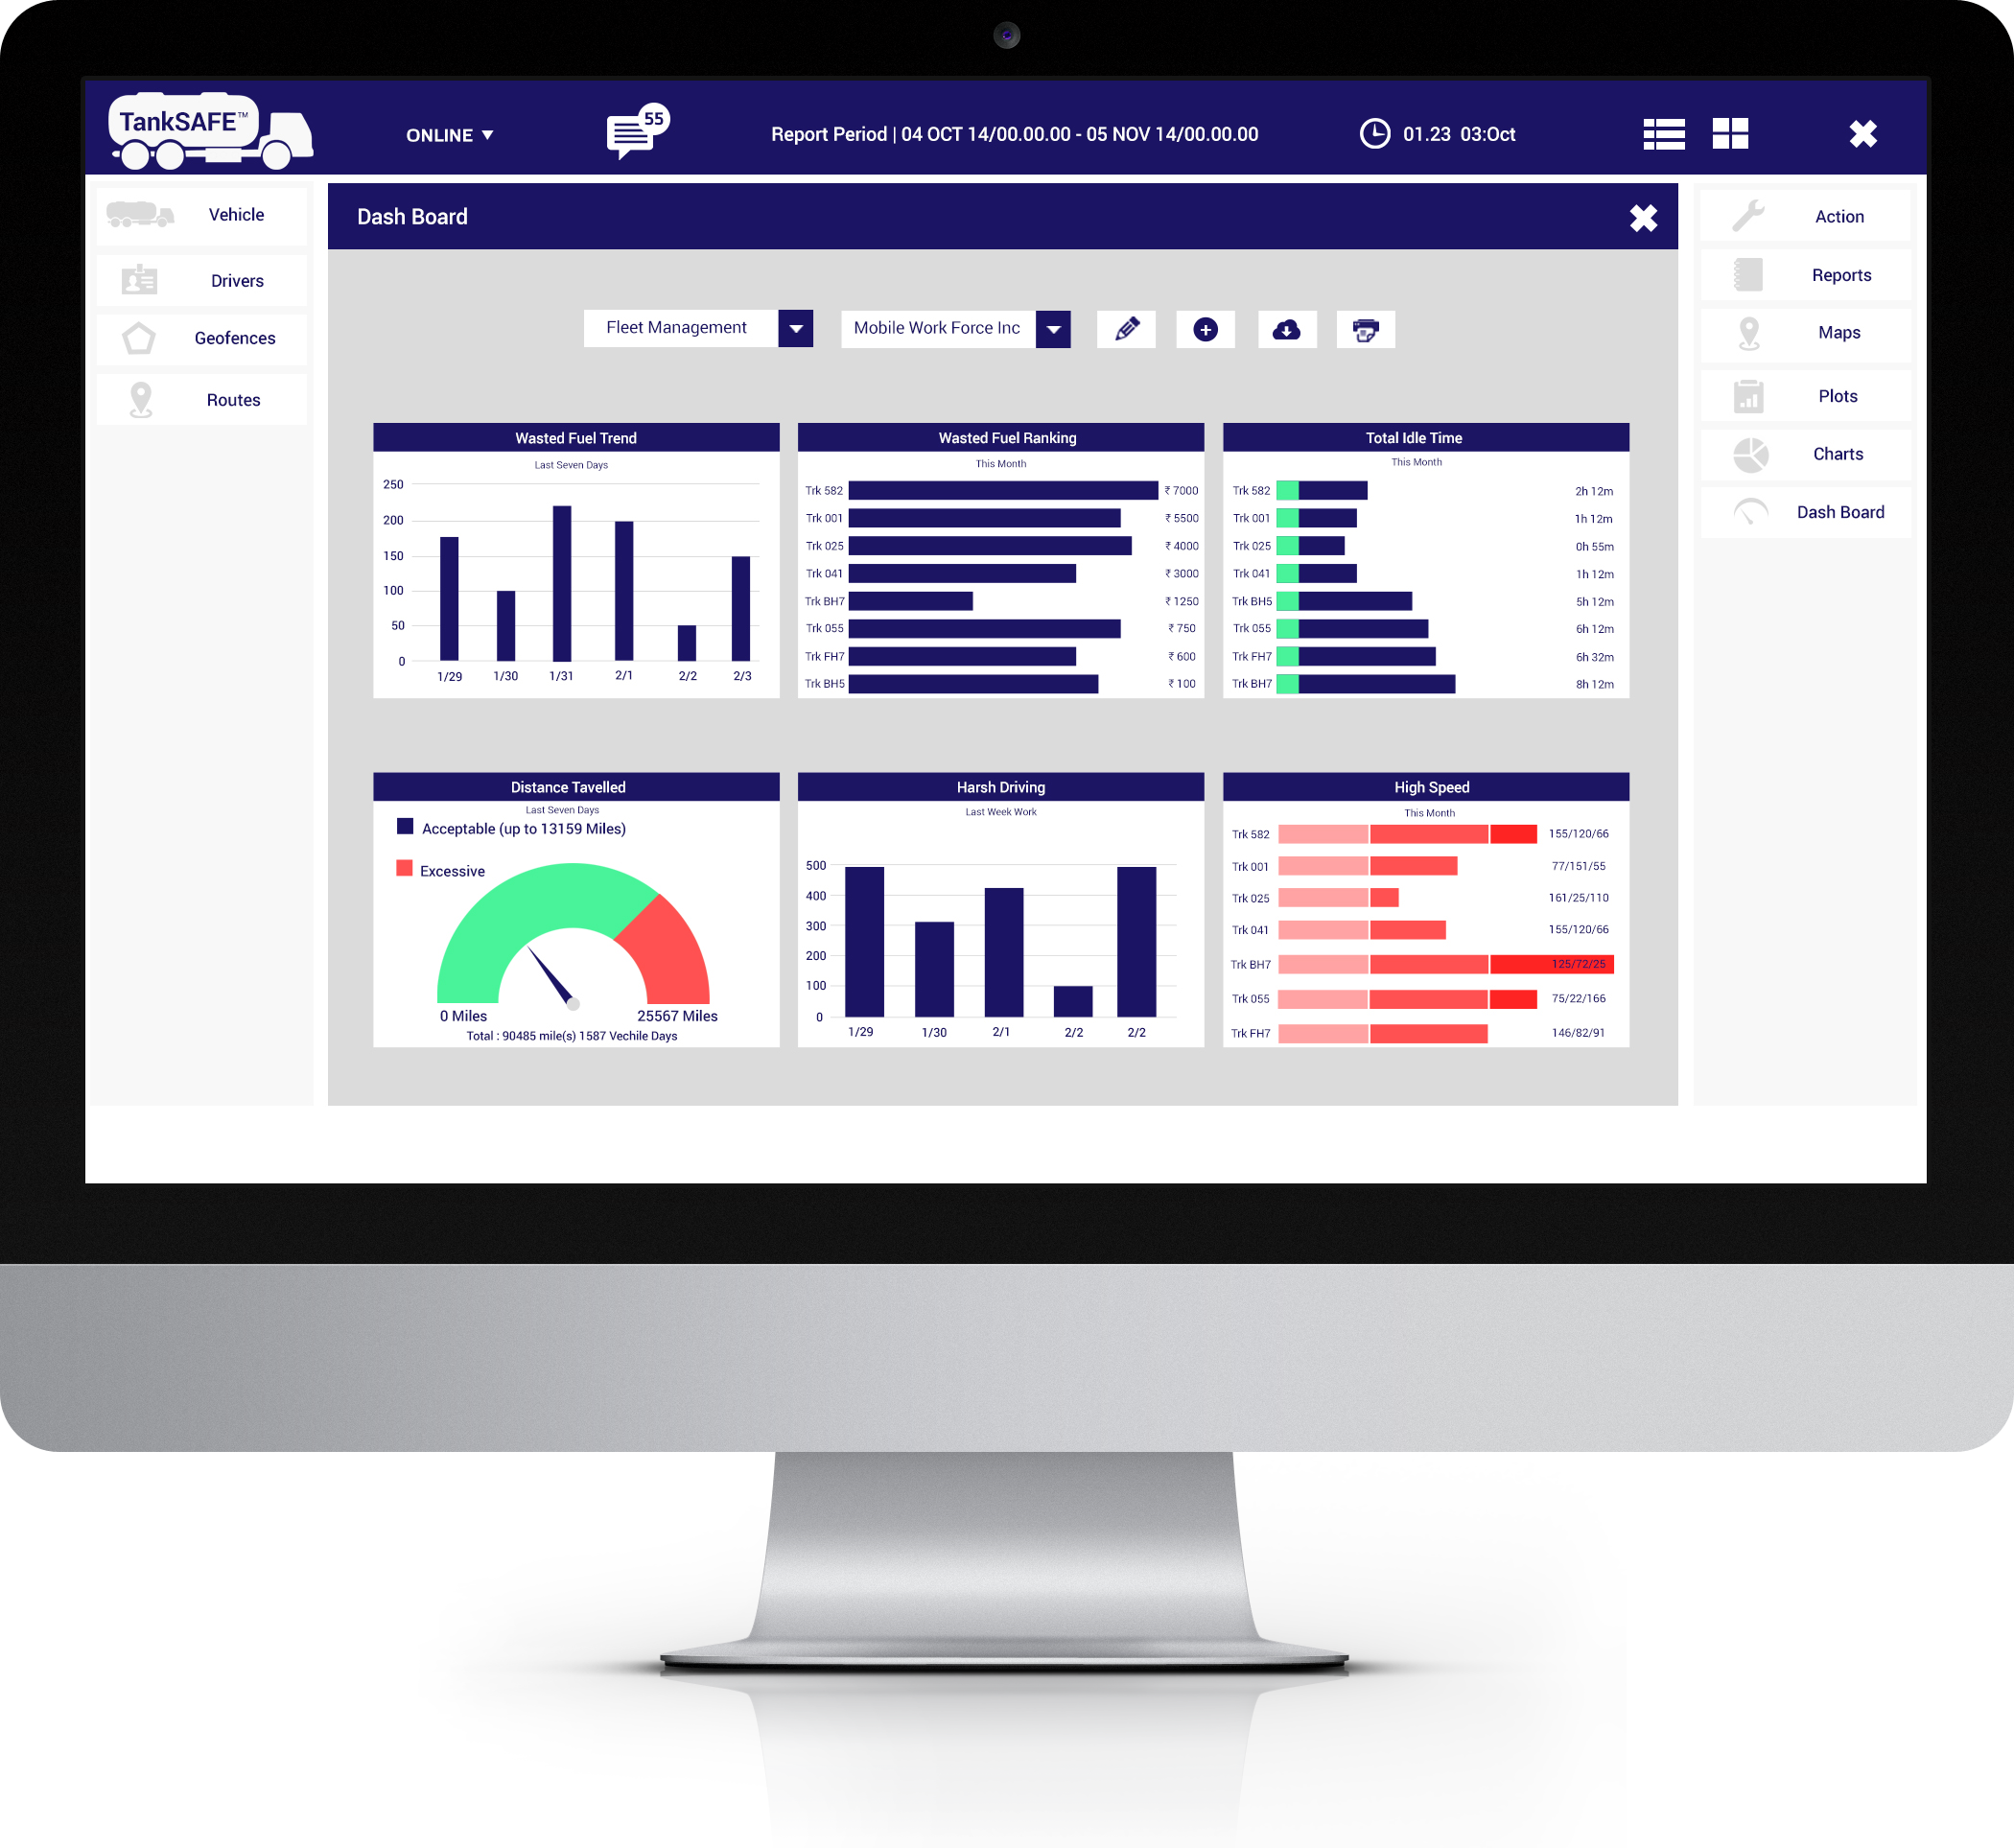 TankSAFE™
ONLINE ▼
55
Report Period | 04 OCT 14/00.00.00 - 05 NOV 14/00.00.00
01.23 03:Oct
Vehicle
Drivers
Geofences
Routes
Dash Board
Fleet Management
Mobile Work Force Inc
Wasted Fuel Trend
Last Seven Days
250
200
150
100
50
0
1/29 1/30 1/31 2/1 2/2 2/3
Wasted Fuel Ranking
This Month
Trk 582 ₹ 7000
Trk 001 ₹ 5500
Trk 025 ₹ 4000
Trk 041 ₹ 3000
Trk BH7 ₹ 1250
Trk 055 ₹ 750
Trk FH7 ₹ 600
Trk BH5 ₹ 100
Total Idle Time
This Month
Trk 582 2h 12m
Trk 001 1h 12m
Trk 025 0h 55m
Trk 041 1h 12m
Trk BH5 5h 12m
Trk 055 6h 12m
Trk FH7 6h 32m
Trk BH7 8h 12m
Distance Tavelled
Last Seven Days
Acceptable (up to 13159 Miles)
Excessive
0 Miles 25567 Miles
Total : 90485 mile(s) 1587 Vechile Days
Harsh Driving
Last Week Work
500
400
300
200
100
0
1/29 1/30 2/1 2/2 2/2
High Speed
This Month
Trk 582 155/120/66
Trk 001 77/151/55
Trk 025 161/25/110
Trk 041 155/120/66
Trk BH7 125/72/25
Trk 055 75/22/166
Trk FH7 146/82/91
Action
Reports
Maps
Plots
Charts
Dash Board